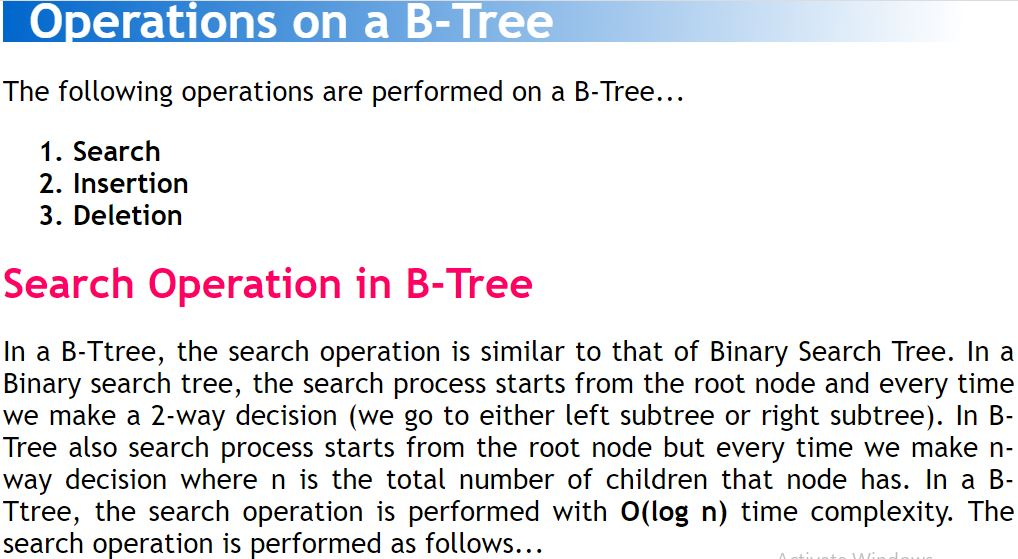 Operations on a B-Tree
The following operations are performed on a B-Tree...
1. Search
2. Insertion
3. Deletion
Search Operation in B-Tree
In a B-Ttree, the search operation is similar to that of Binary Search Tree. In a
Binary search tree, the search process starts from the root node and every time
we make a 2-way decision (we go to either left subtree or right subtree). In B-
Tree also search process starts from the root node but every time we make n-
way decision where n is the total number of children that node has. In a B-
Ttree, the search operation is performed with O(log n) time complexity. The
search operation is performed as follows...
Activate Windows